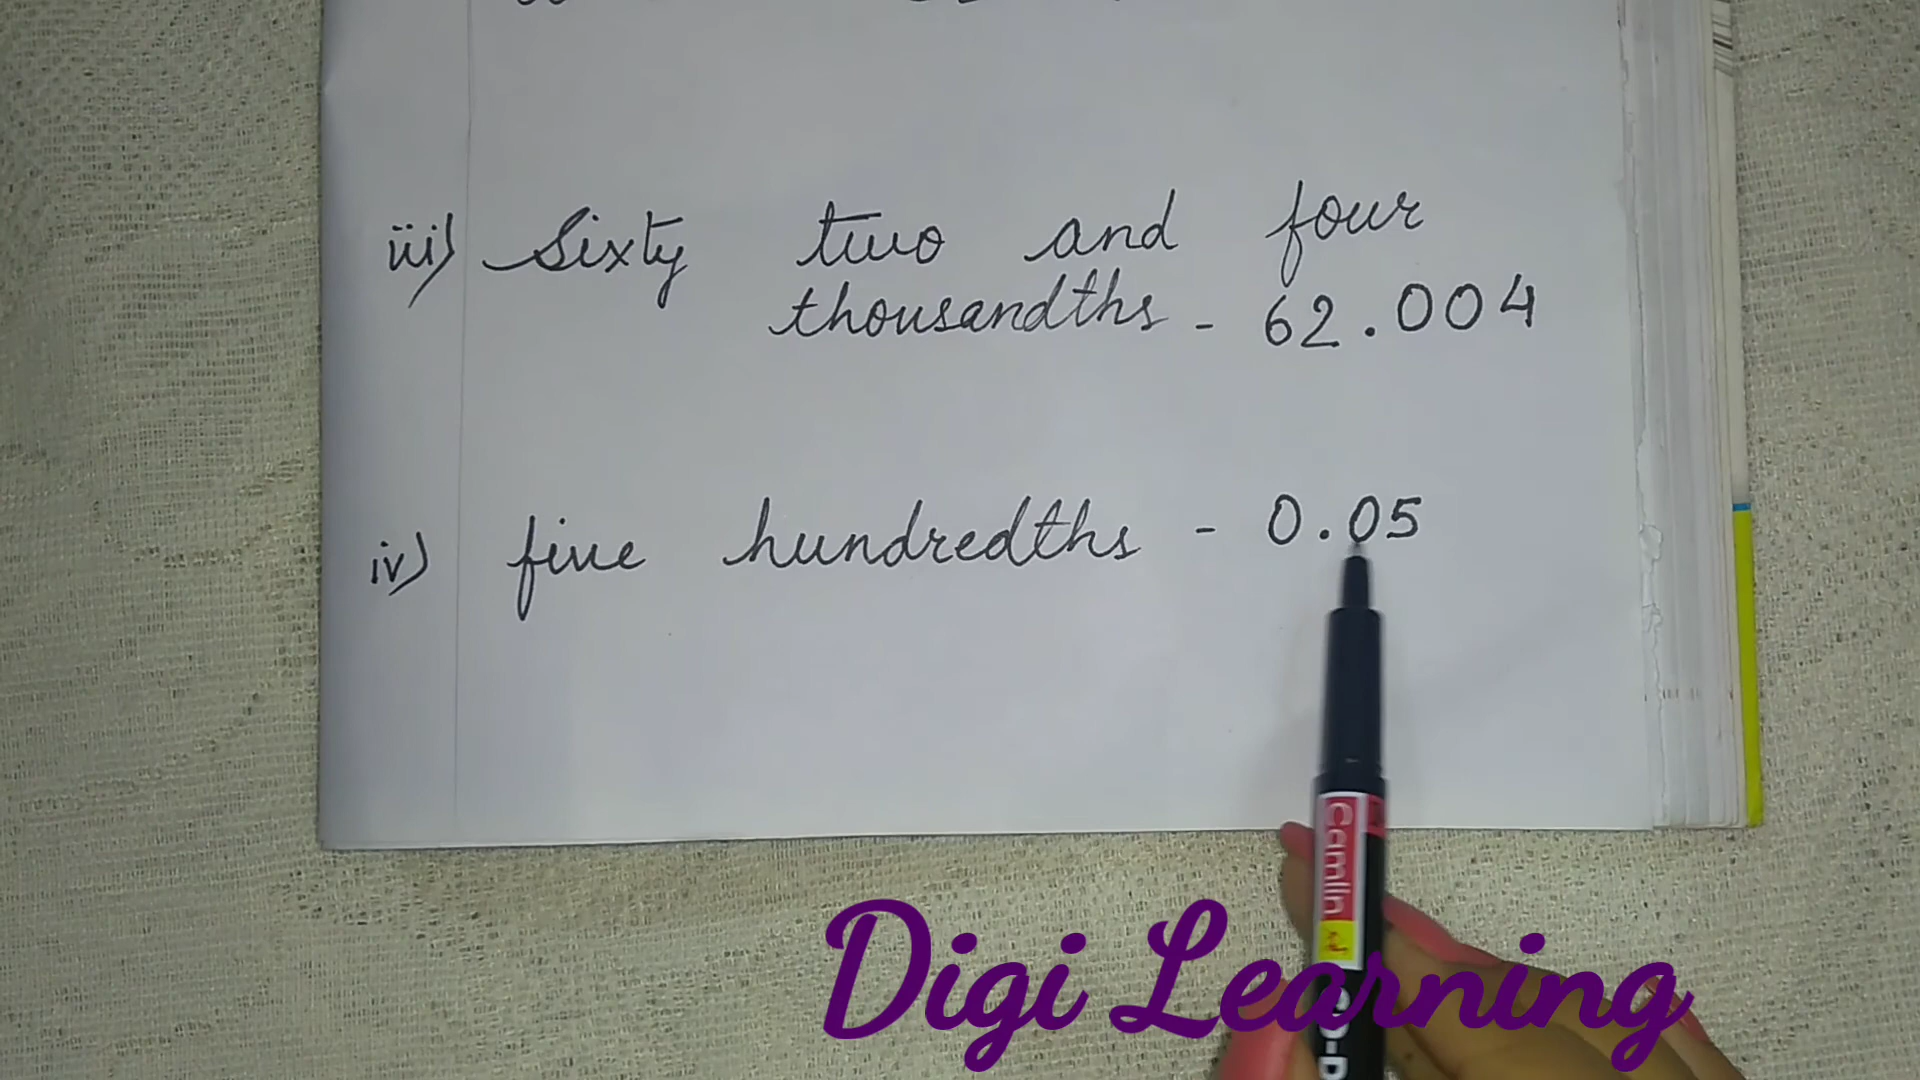 iii) Sixty two and four
thousandths - 62.004
iv) five hundredths - 0.05
Camlin
Digi Learning